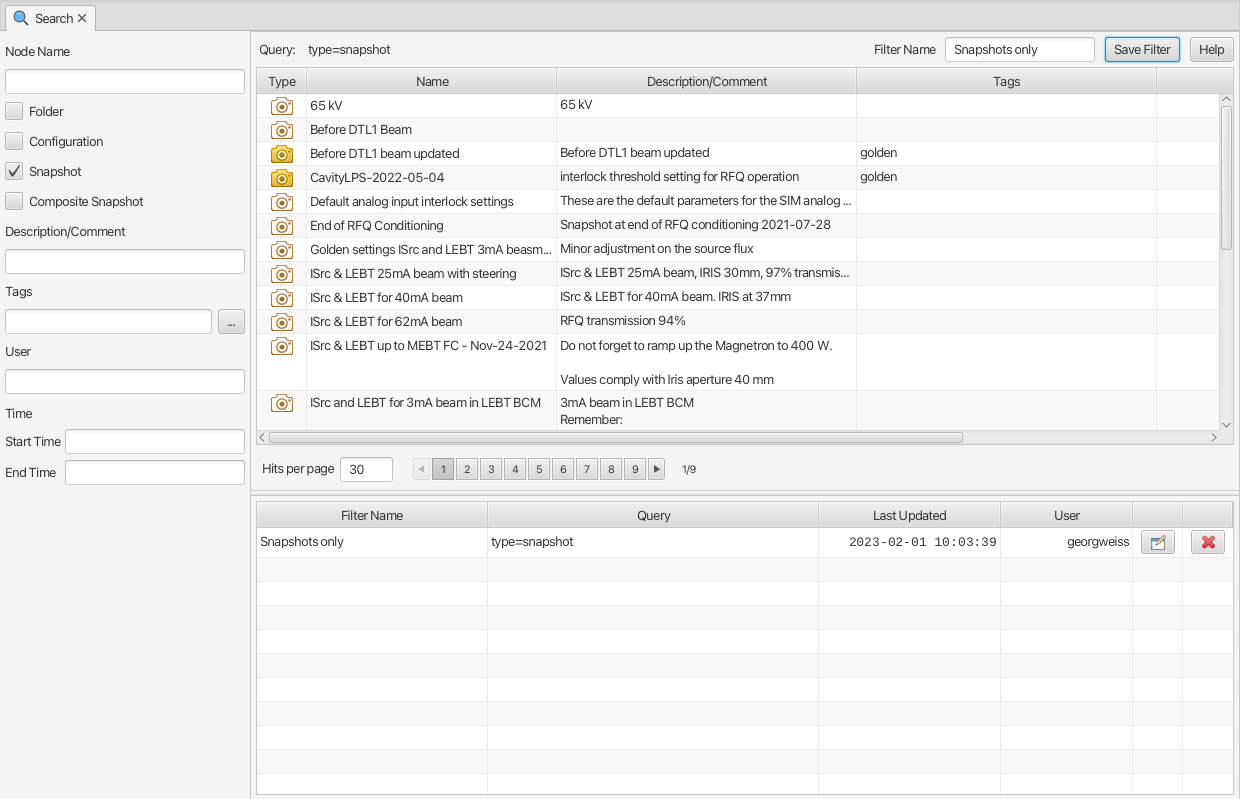 Search
Node Name
Folder
Configuration
Snapshot
Composite Snapshot
Description/Comment
Tags
...
User
Time
Start Time
End Time
Query: type=snapshot Filter Name Snapshots only Save Filter Help
Type Name Description/Comment Tags
65 kV 65 kV
Before DTL1 Beam
Before DTL1 beam updated Before DTL1 beam updated golden
CavityLPS-2022-05-04 interlock threshold setting for RFQ operation golden
Default analog input interlock settings These are the default parameters for the SIM analog ...
End of RFQ Conditioning Snapshot at end of RFQ conditioning 2021-07-28
Golden settings ISrc and LEBT 3mA beasm... Minor adjustment on the source flux
ISrc & LEBT 25mA beam with steering ISrc & LEBT 25mA beam, IRIS 30mm, 97% transmis...
ISrc & LEBT for 40mA beam ISrc & LEBT for 40mA beam. IRIS at 37mm
ISrc & LEBT for 62mA beam RFQ transmission 94%
ISrc & LEBT up to MEBT FC - Nov-24-2021 Do not forget to ramp up the Magnetron to 400 W.
Values comply with Iris aperture 40 mm
ISrc and LEBT for 3mA beam in LEBT BCM 3mA beam in LEBT BCM
Remember:
Hits per page 30 1 2 3 4 5 6 7 8 9 1/9
Filter Name Query Last Updated User
Snapshots only type=snapshot 2023-02-01 10:03:39 georgweiss